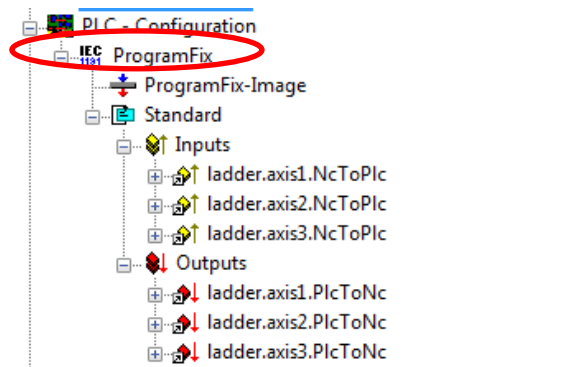 PLC - Configuration
IEC
1131
ProgramFix
ProgramFix-Image
Standard
Inputs
ladder.axis1.NcToPlc
ladder.axis2.NcToPlc
ladder.axis3.NcToPlc
Outputs
ladder.axis1.PlcToNc
ladder.axis2.PlcToNc
ladder.axis3.PlcToNc